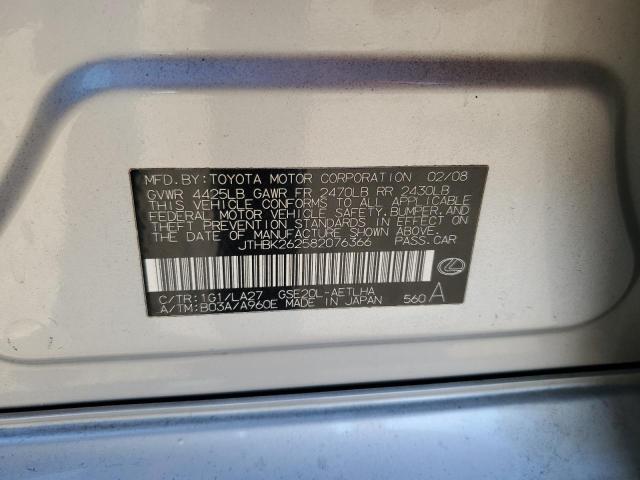 MFD.BY: TOYOTA MOTOR CORPORATION 02/08
GVWR 4425LB GAWR FR 2470LB RR 2430LB
THIS VEHICLE CONFORMS TO ALL APPLICABLE
FEDERAL MOTOR VEHICLE SAFETY, BUMPER, AND
THEFT PREVENTION STANDARDS IN EFFECT ON
THE DATE OF MANUFACTURE SHOWN ABOVE.
JTHBK262582076366 PASS.CAR
C/TR:1G1/LA27 GSE20L-AETLHA
A/TM:B03A/A960E MADE IN JAPAN 560 A